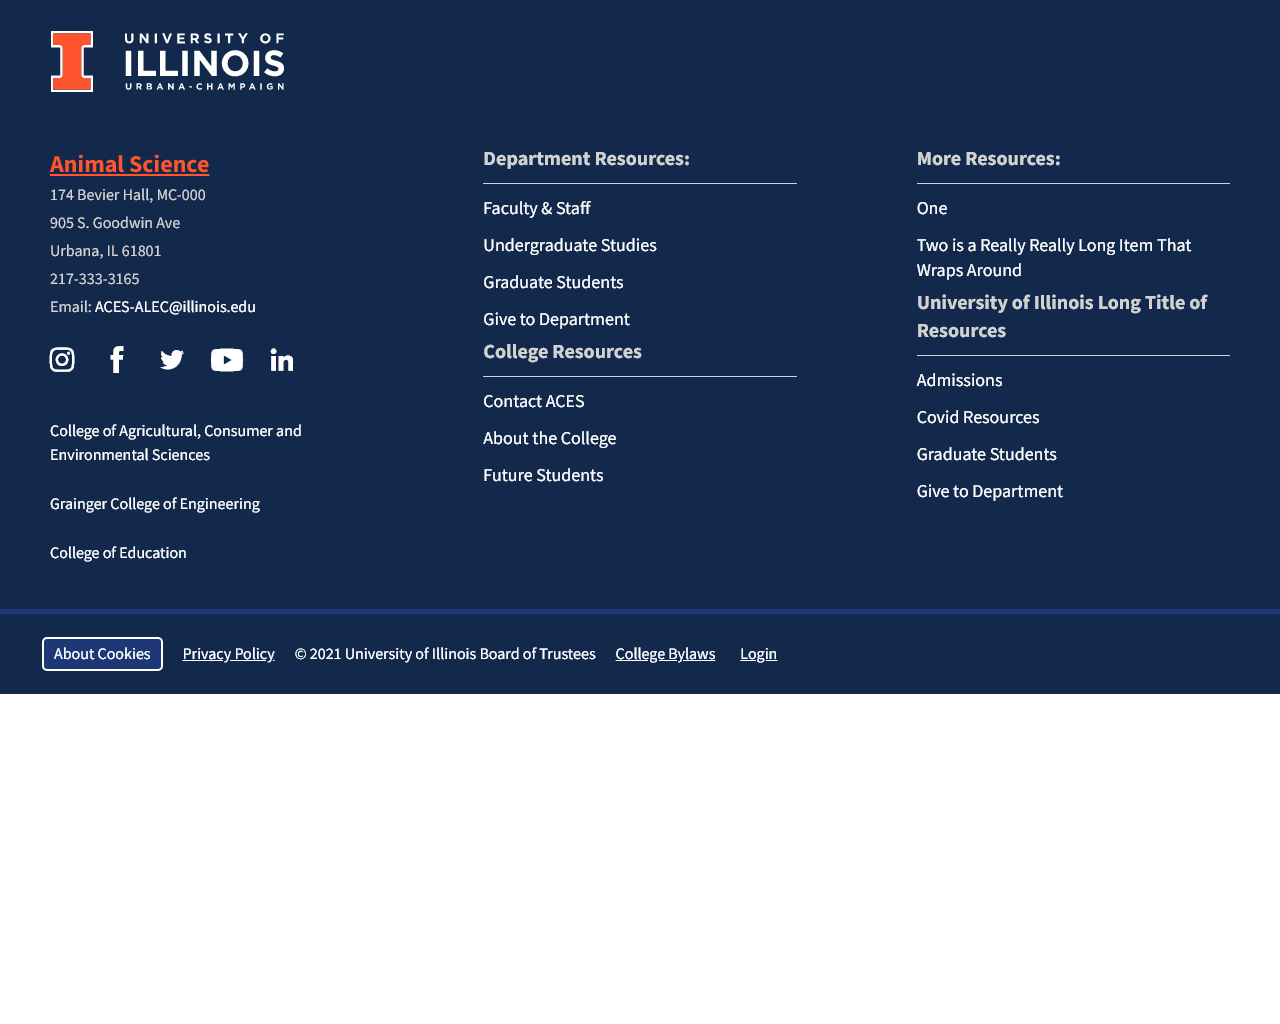 UNIVERSITY OF
ILLINOIS
URBANA-CHAMPAIGN
Animal Science
174 Bevier Hall, MC-000
905 S. Goodwin Ave
Urbana, IL 61801
217-333-3165
Email: ACES-ALEC@illinois.edu
College of Agricultural, Consumer and
Environmental Sciences
Grainger College of Engineering
College of Education
Department Resources:
Faculty & Staff
Undergraduate Studies
Graduate Students
Give to Department
College Resources
Contact ACES
About the College
Future Students
More Resources:
One
Two is a Really Really Long Item That
Wraps Around
University of Illinois Long Title of
Resources
Admissions
Covid Resources
Graduate Students
Give to Department
About Cookies Privacy Policy © 2021 University of Illinois Board of Trustees College Bylaws Login